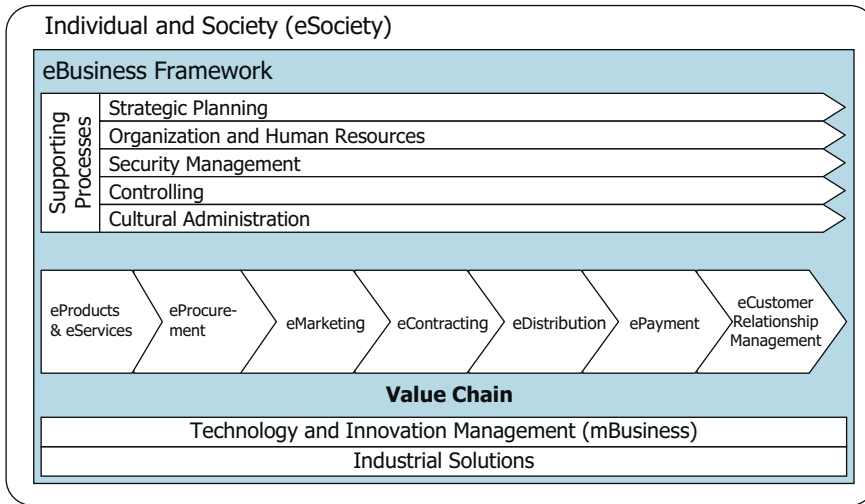 Individual and Society (eSociety)
eBusiness Framework
Supporting
Processes
Strategic Planning
Organization and Human Resources
Security Management
Controlling
Cultural Administration
eProducts
& eServices
eProcure-
ment
eMarketing
eContracting
eDistribution
ePayment
eCustomer
Relationship
Management
Value Chain
Technology and Innovation Management (mBusiness)
Industrial Solutions